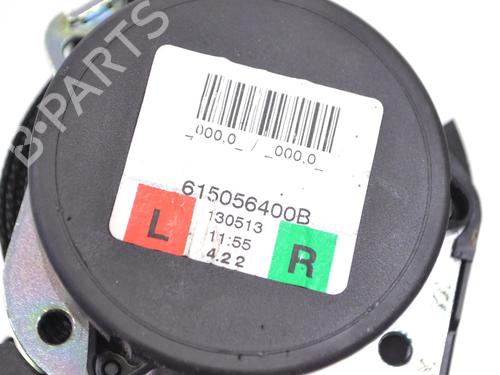 B-PARTS
_000,0_ / _000,0_
615056400B
130513
L
11:55
R
4.2 2